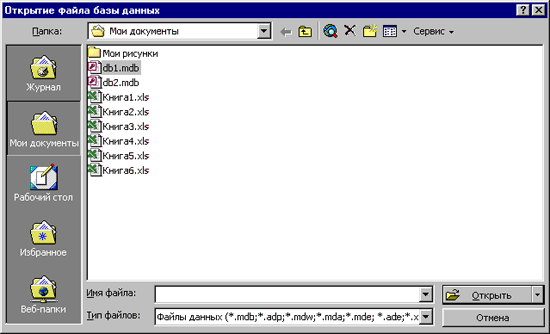 Открытие файла базы данных
Папка: Мои документы Сервис
Мои рисунки
db1.mdb
db2.mdb
Книга1.xls
Книга2.xls
Книга3.xls
Книга4.xls
Книга5.xls
Книга6.xls
Журнал
Мои документы
Рабочий стол
Избранное
Веб-папки
Имя файла: Открыть
Тип файлов: Файлы данных (*.mdb;*.adp;*.mdw;*.mda;*.mde; *.ade;*.x Отмена